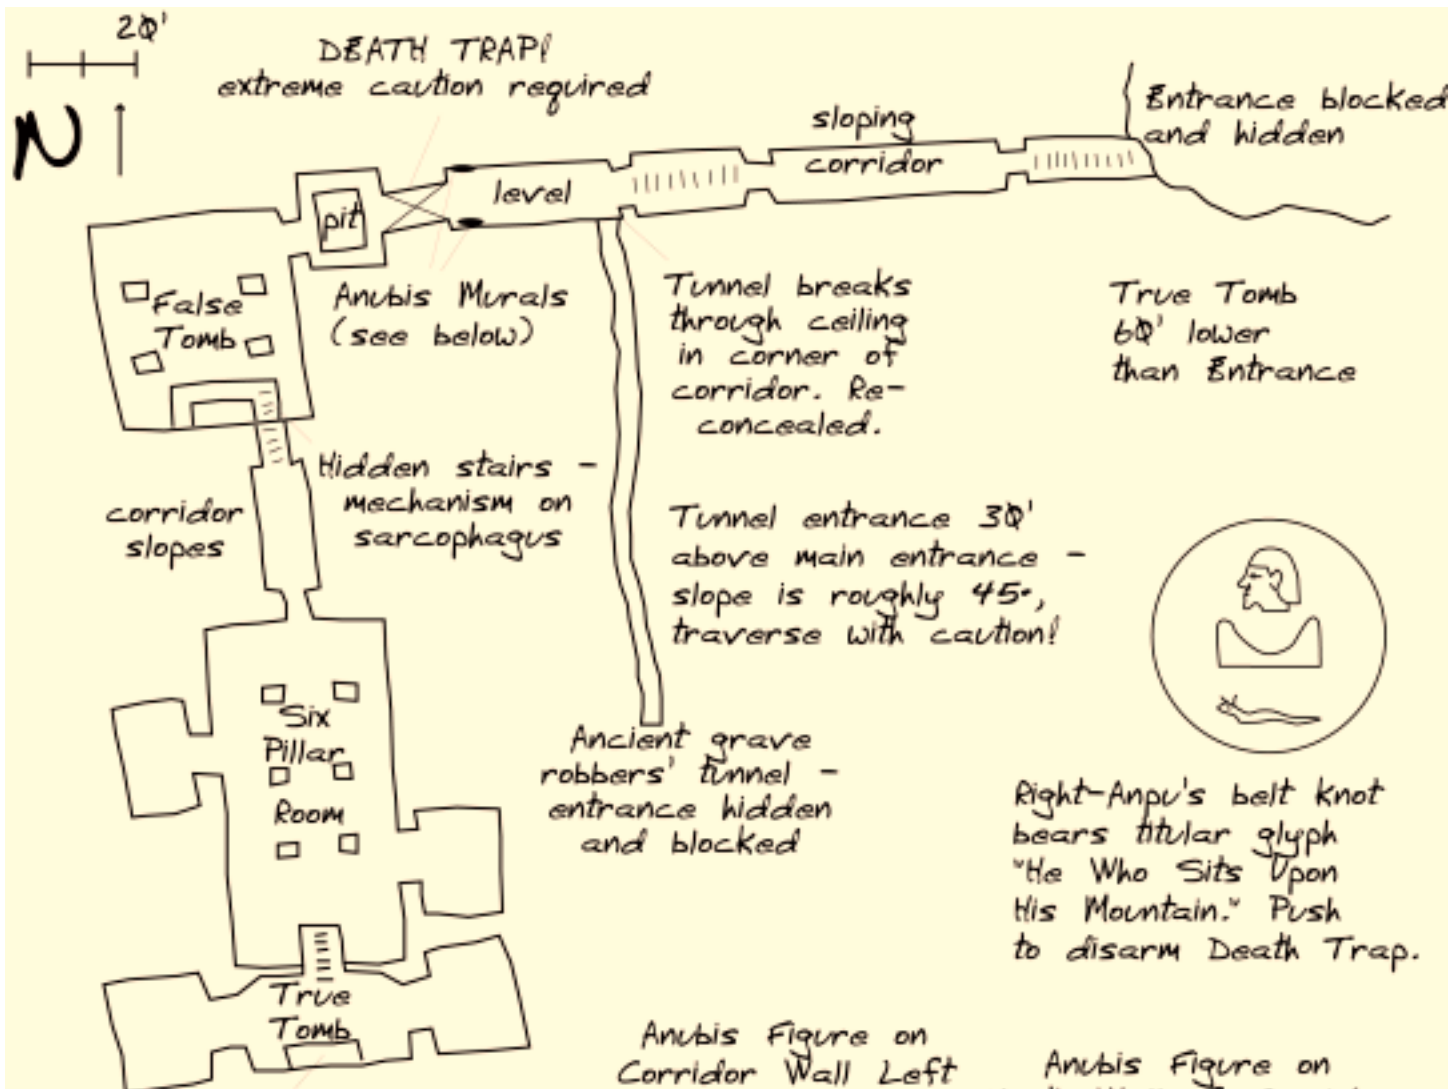 20'
DEATH TRAP!
extreme caution required
N
sloping
corridor
Entrance blocked
and hidden
level
pit
False
Tomb
Anubis Murals
(see below)
Tunnel breaks
through ceiling
in corner of
corridor. Re-
concealed.
True Tomb
60' lower
than Entrance
Hidden stairs -
mechanism on
sarcophagus
corridor
slopes
Tunnel entrance 30'
above main entrance -
slope is roughly 45°,
traverse with caution!
Six
Pillar
Room
Ancient grave
robbers' tunnel -
entrance hidden
and blocked
Right-Anpu's belt knot
bears titular glyph
"He Who Sits Upon
His Mountain." Push
to disarm Death Trap.
True
Tomb
Anubis Figure on
Corridor Wall Left
Anubis Figure on